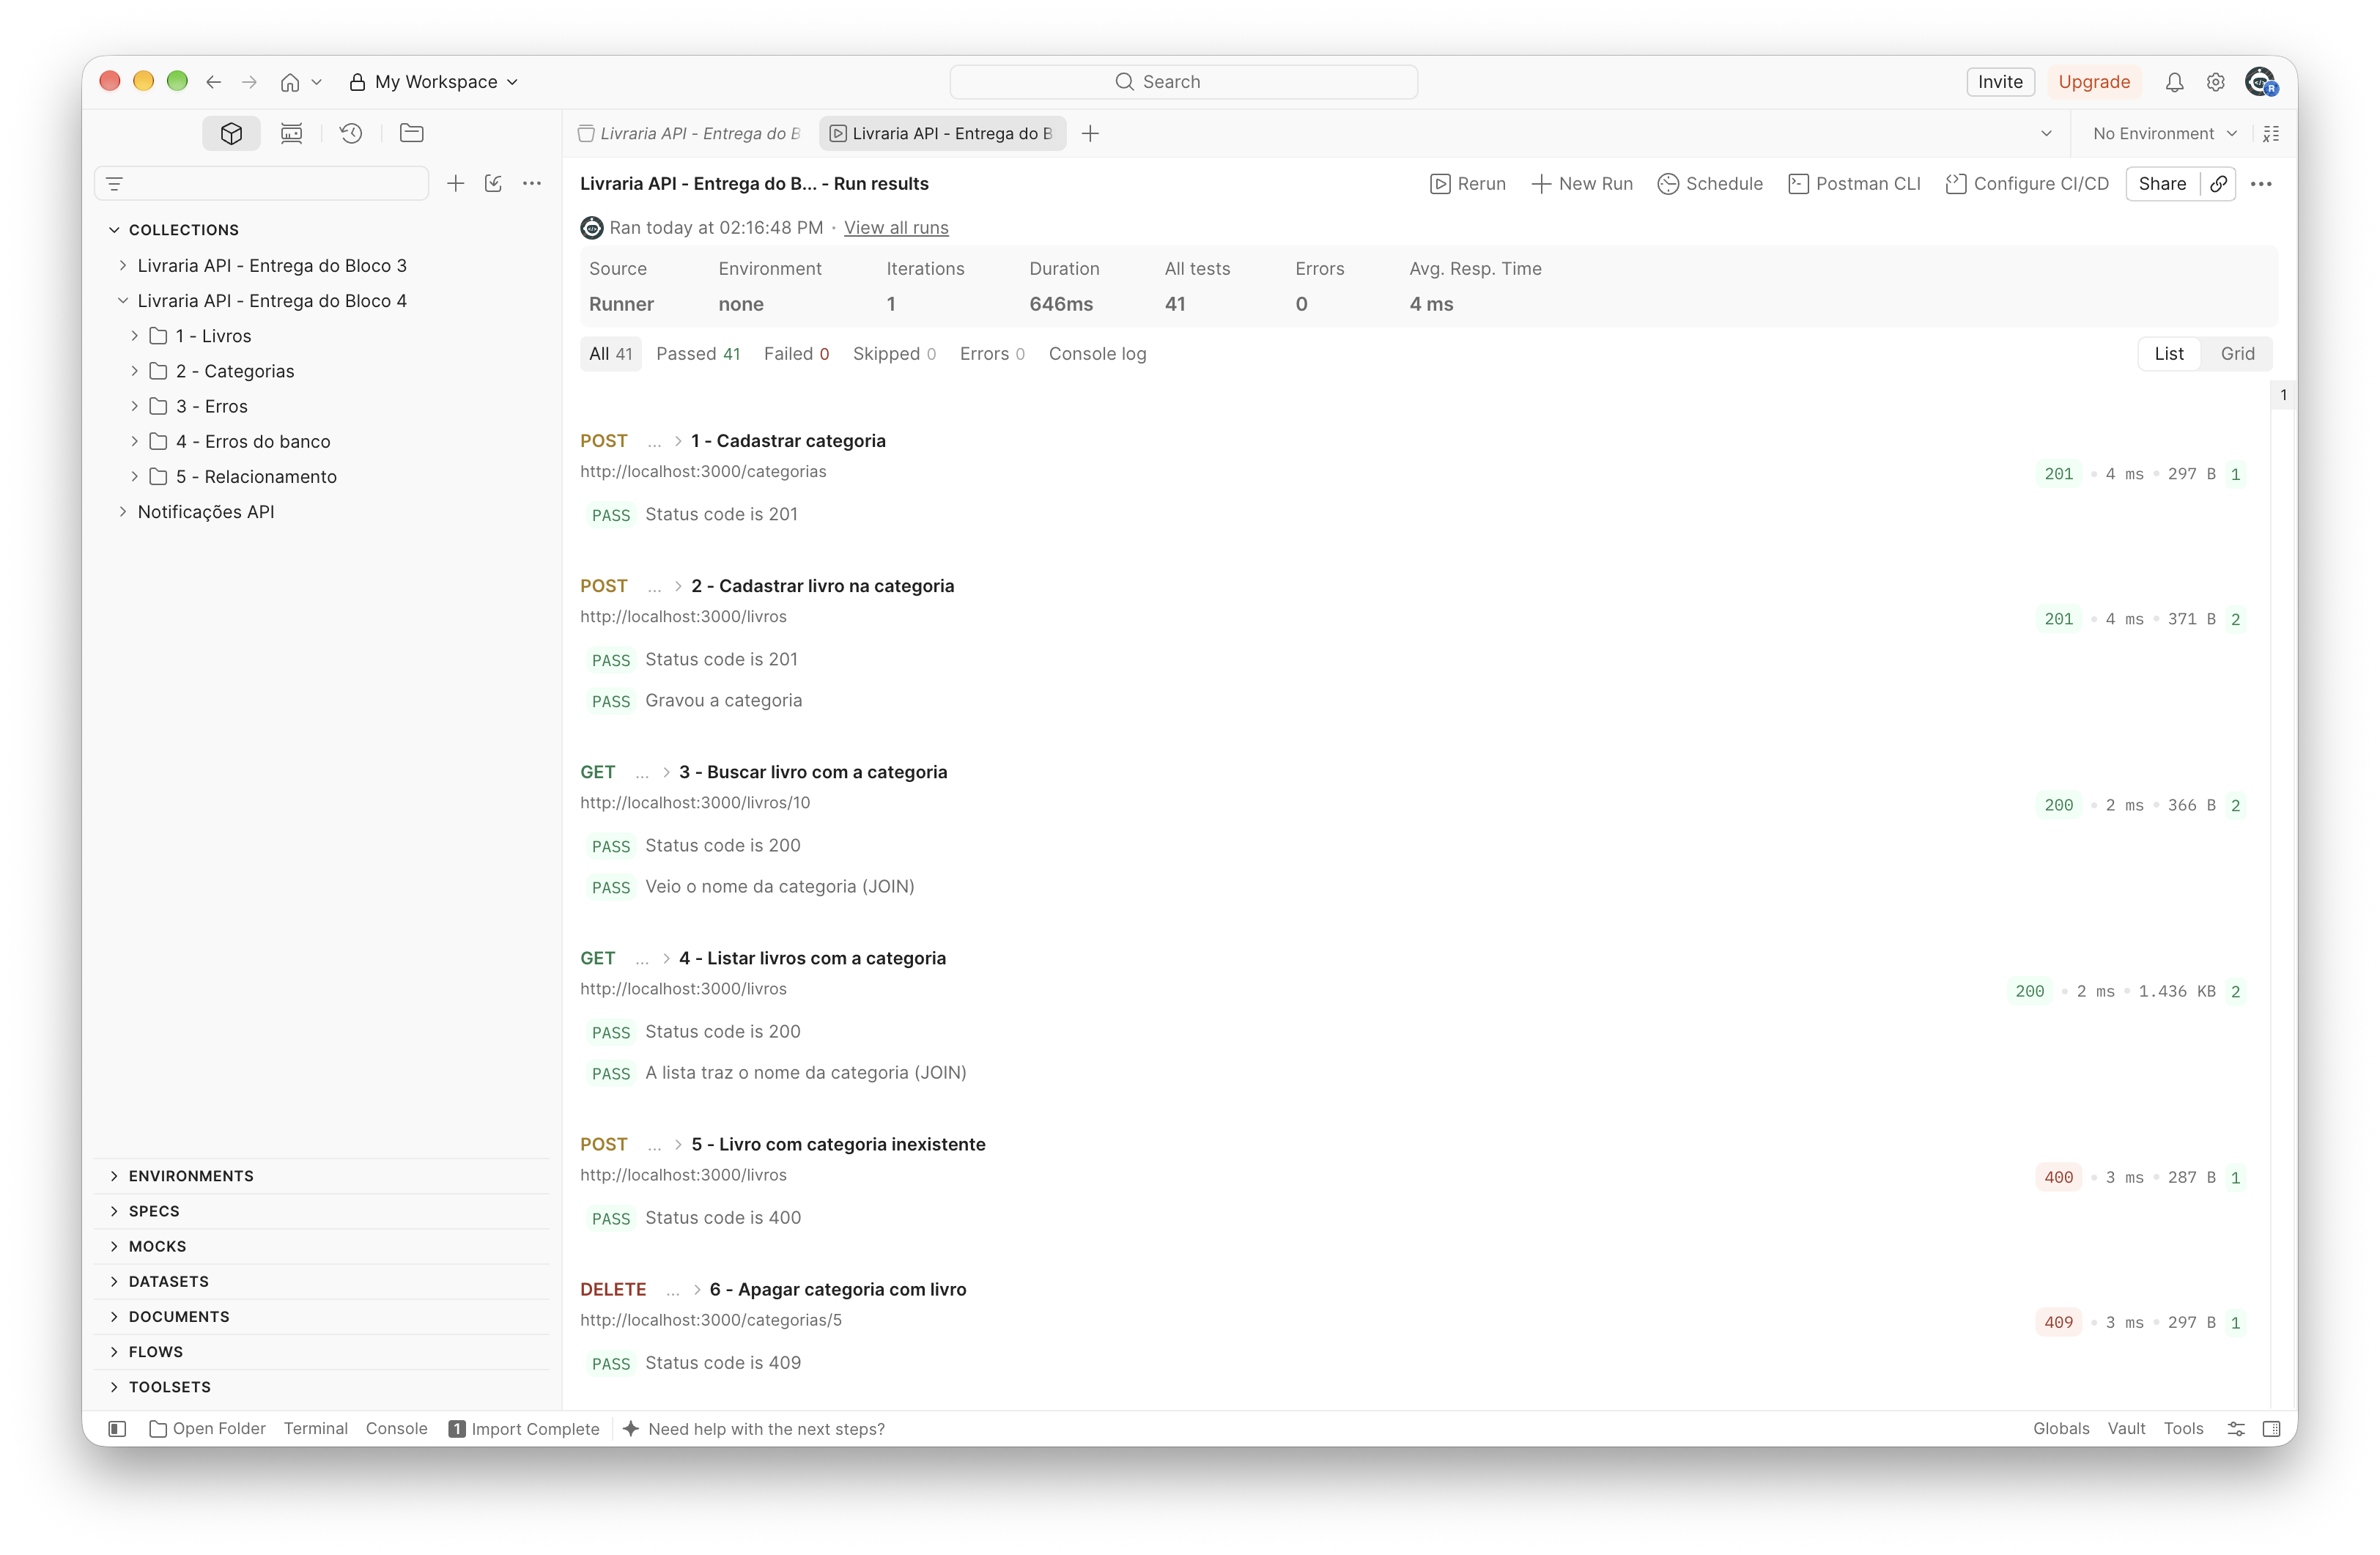 My Workspace
Search
Invite
Upgrade
R
Livraria API - Entrega do B
Livraria API - Entrega do B
No Environment
COLLECTIONS
Livraria API - Entrega do Bloco 3
Livraria API - Entrega do Bloco 4
1 - Livros
2 - Categorias
3 - Erros
4 - Erros do banco
5 - Relacionamento
Notificações API
ENVIRONMENTS
SPECS
MOCKS
DATASETS
DOCUMENTS
FLOWS
TOOLSETS
Livraria API - Entrega do B... - Run results
Rerun
New Run
Schedule
Postman CLI
Configure CI/CD
Share
Ran today at 02:16:48 PM · View all runs
Source Environment Iterations Duration All tests Errors Avg. Resp. Time
Runner none 1 646ms 41 0 4 ms
All 41 Passed 41 Failed 0 Skipped 0 Errors 0 Console log
List Grid
1
POST ... > 1 - Cadastrar categoria
http://localhost:3000/categorias
201 • 4 ms • 297 B 1
PASS Status code is 201
POST ... > 2 - Cadastrar livro na categoria
http://localhost:3000/livros
201 • 4 ms • 371 B 2
PASS Status code is 201
PASS Gravou a categoria
GET ... > 3 - Buscar livro com a categoria
http://localhost:3000/livros/10
200 • 2 ms • 366 B 2
PASS Status code is 200
PASS Veio o nome da categoria (JOIN)
GET ... > 4 - Listar livros com a categoria
http://localhost:3000/livros
200 • 2 ms • 1.436 KB 2
PASS Status code is 200
PASS A lista traz o nome da categoria (JOIN)
POST ... > 5 - Livro com categoria inexistente
http://localhost:3000/livros
400 • 3 ms • 287 B 1
PASS Status code is 400
DELETE ... > 6 - Apagar categoria com livro
http://localhost:3000/categorias/5
409 • 3 ms • 297 B 1
PASS Status code is 409
Open Folder Terminal Console 1 Import Complete Need help with the next steps?
Globals Vault Tools